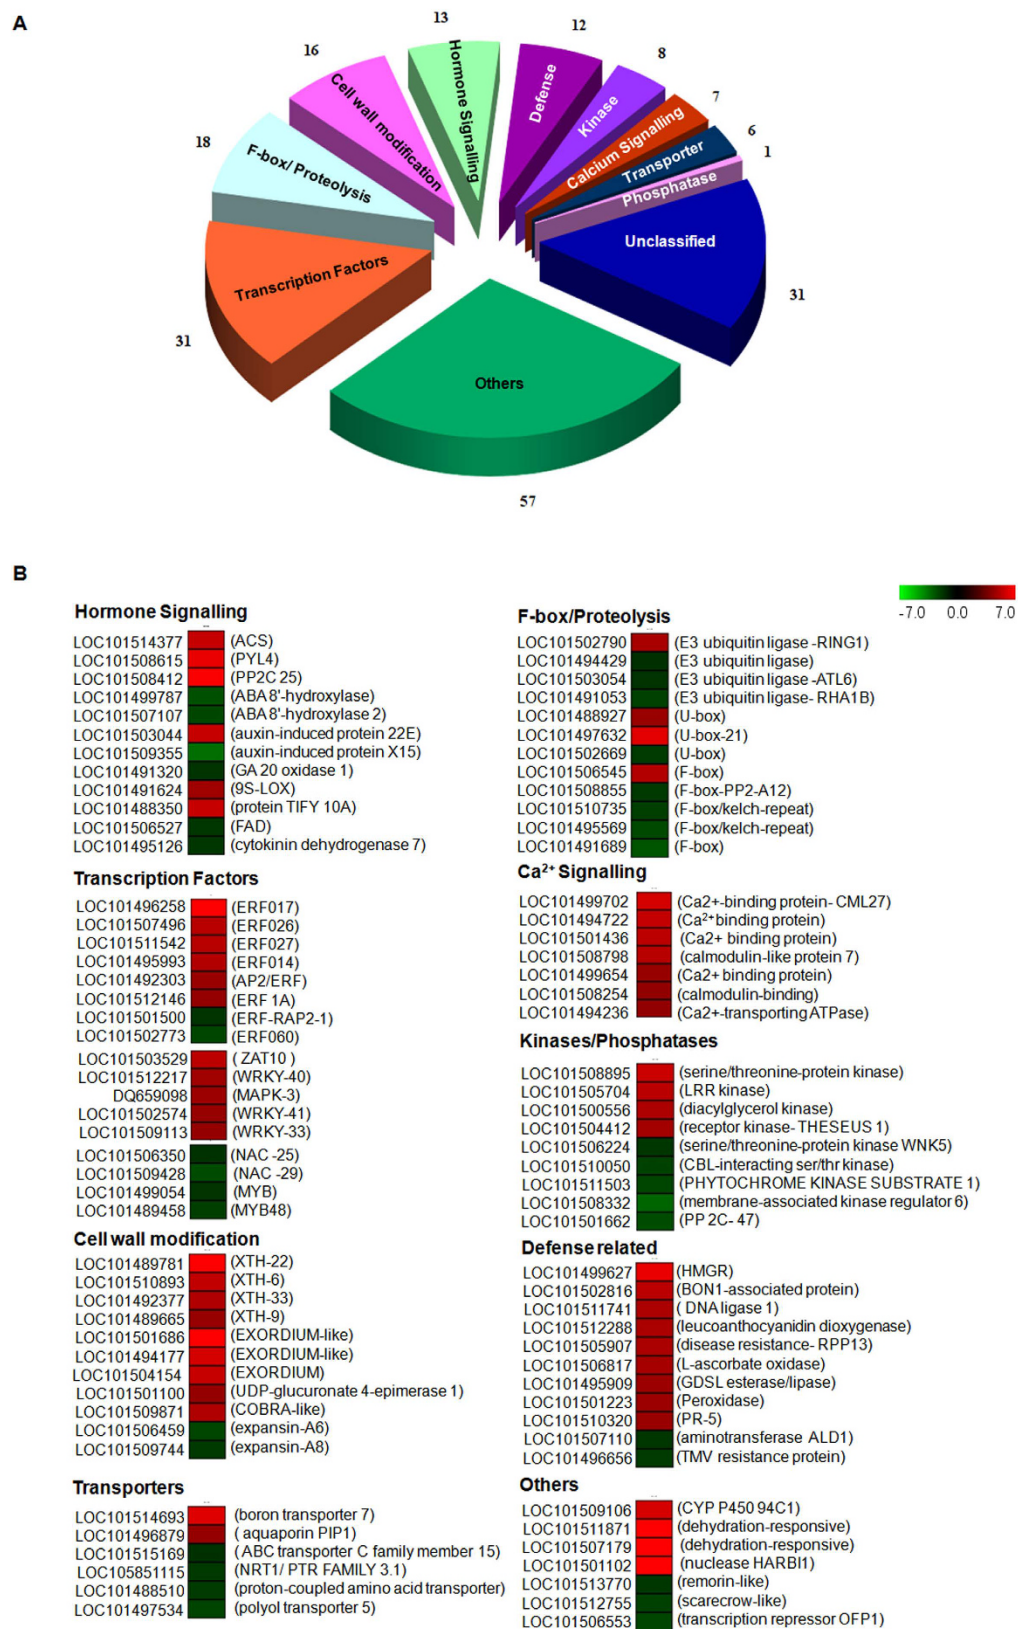 A
13
12
16
8
7
6
1
18
Hormone Signalling
Defense
Kinase
Cell wall modification
Calcium Signalling
Transporter
Phosphatase
F-box/ Proteolysis
Unclassified
Transcription Factors
31
31
Others
57
B
-7.0 0.0 7.0
Hormone Signalling
LOC101514377 (ACS)
LOC101508615 (PYL4)
LOC101508412 (PP2C 25)
LOC101499787 (ABA 8'-hydroxylase)
LOC101507107 (ABA 8'-hydroxylase 2)
LOC101503044 (auxin-induced protein 22E)
LOC101509355 (auxin-induced protein X15)
LOC101491320 (GA 20 oxidase 1)
LOC101491624 (9S-LOX)
LOC101488350 (protein TIFY 10A)
LOC101506527 (FAD)
LOC101495126 (cytokinin dehydrogenase 7)
Transcription Factors
LOC101496258 (ERF017)
LOC101507496 (ERF026)
LOC101511542 (ERF027)
LOC101495993 (ERF014)
LOC101492303 (AP2/ERF)
LOC101512146 (ERF 1A)
LOC101501500 (ERF-RAP2-1)
LOC101502773 (ERF060)
LOC101503529 ( ZAT10 )
LOC101512217 (WRKY-40)
DQ659098 (MAPK-3)
LOC101502574 (WRKY-41)
LOC101509113 (WRKY-33)
LOC101506350 (NAC -25)
LOC101509428 (NAC -29)
LOC101499054 (MYB)
LOC101489458 (MYB48)
Cell wall modification
LOC101489781 (XTH-22)
LOC101510893 (XTH-6)
LOC101492377 (XTH-33)
LOC101489665 (XTH-9)
LOC101501686 (EXORDIUM-like)
LOC101494177 (EXORDIUM-like)
LOC101504154 (EXORDIUM)
LOC101501100 (UDP-glucuronate 4-epimerase 1)
LOC101509871 (COBRA-like)
LOC101506459 (expansin-A6)
LOC101509744 (expansin-A8)
Transporters
LOC101514693 (boron transporter 7)
LOC101496879 ( aquaporin PIP1)
LOC101515169 ( ABC transporter C family member 15)
LOC105851115 (NRT1/ PTR FAMILY 3.1)
LOC101488510 (proton-coupled amino acid transporter)
LOC101497534 (polyol transporter 5)
F-box/Proteolysis
LOC101502790 (E3 ubiquitin ligase -RING1)
LOC101494429 (E3 ubiquitin ligase)
LOC101503054 (E3 ubiquitin ligase -ATL6)
LOC101491053 (E3 ubiquitin ligase- RHA1B)
LOC101488927 (U-box)
LOC101497632 (U-box-21)
LOC101502669 (U-box)
LOC101506545 (F-box)
LOC101508855 (F-box-PP2-A12)
LOC101510735 (F-box/kelch-repeat)
LOC101495569 (F-box/kelch-repeat)
LOC101491689 (F-box)
Ca²⁺ Signalling
LOC101499702 (Ca2+-binding protein- CML27)
LOC101494722 (Ca²⁺binding protein)
LOC101501436 (Ca2+ binding protein)
LOC101508798 (calmodulin-like protein 7)
LOC101499654 (Ca2+ binding protein)
LOC101508254 (calmodulin-binding)
LOC101494236 (Ca2+-transporting ATPase)
Kinases/Phosphatases
LOC101508895 (serine/threonine-protein kinase)
LOC101505704 (LRR kinase)
LOC101500556 (diacylglycerol kinase)
LOC101504412 (receptor kinase- THESEUS 1)
LOC101506224 (serine/threonine-protein kinase WNK5)
LOC101510050 (CBL-interacting ser/thr kinase)
LOC101511503 (PHYTOCHROME KINASE SUBSTRATE 1)
LOC101508332 (membrane-associated kinase regulator 6)
LOC101501662 (PP 2C- 47)
Defense related
LOC101499627 (HMGR)
LOC101502816 (BON1-associated protein)
LOC101511741 ( DNA ligase 1)
LOC101512288 (leucoanthocyanidin dioxygenase)
LOC101505907 (disease resistance- RPP13)
LOC101506817 (L-ascorbate oxidase)
LOC101495909 (GDSL esterase/lipase)
LOC101501223 (Peroxidase)
LOC101510320 (PR-5)
LOC101507110 (aminotransferase ALD1)
LOC101496656 (TMV resistance protein)
Others
LOC101509106 (CYP P450 94C1)
LOC101511871 (dehydration-responsive)
LOC101507179 (dehydration-responsive)
LOC101501102 (nuclease HARBI1)
LOC101513770 (remorin-like)
LOC101512755 (scarecrow-like)
LOC101506553 (transcription repressor OFP1)